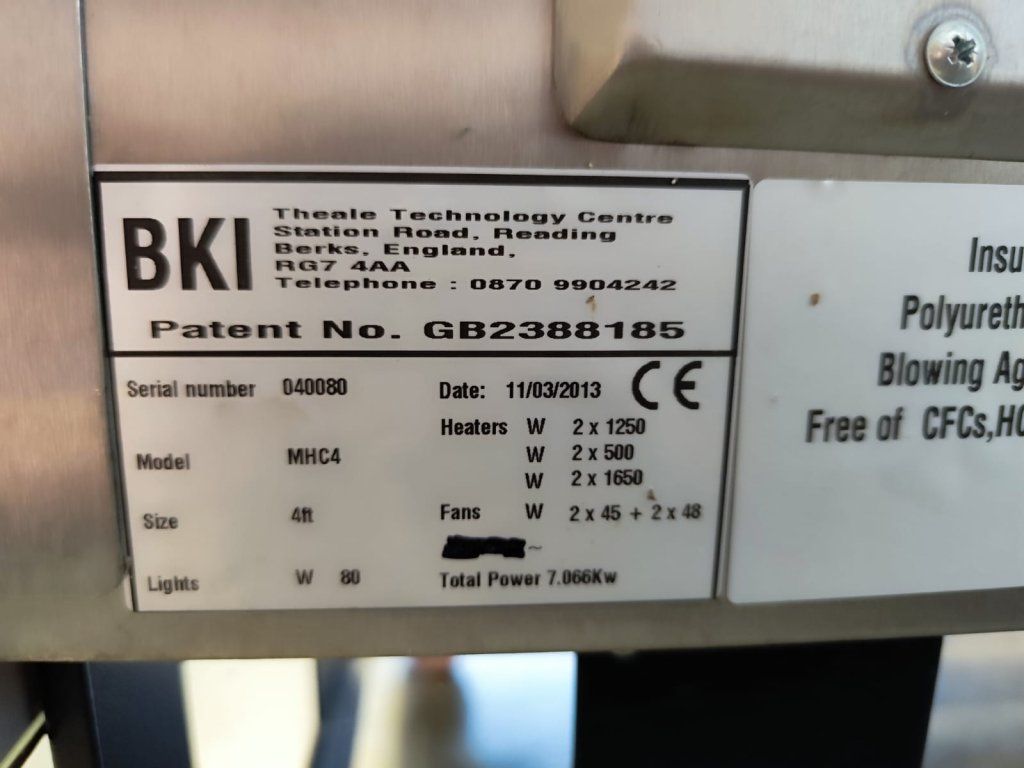 BKI
Theale Technology Centre
Station Road, Reading
Berks, England,
RG7 4AA
Telephone : 0870 9904242
Patent No. GB2388185
Serial number 040080
Date: 11/03/2013 CE
Heaters W 2 x 1250
W 2 x 500
Model MHC4
W 2 x 1650
Size 4ft
Fans W 2 x 45 + 2 x 48
~
Lights W 80
Total Power 7.066Kw
Insu
Polyureth
Blowing Ag
Free of CFCs,HC